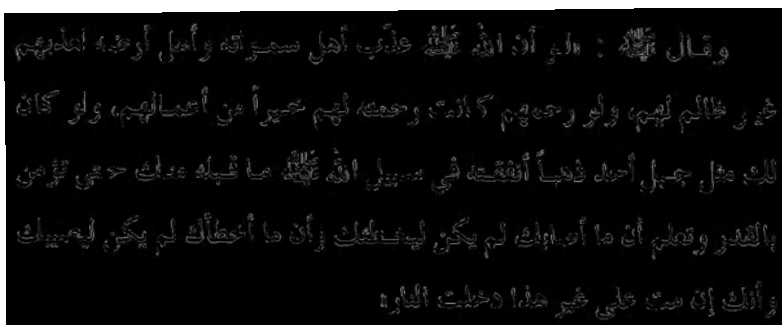 وقال ﷺ : «لو أن الله ﷻ عذّب أهل سمواته وأهل أرضه لعذبهم
غير ظالم لهم، ولو رحمهم كانت رحمته لهم خيراً من أعمالهم، ولو كان
لك مثل جبل أحد ذهباً أنفقته في سبيل الله ﷻ ما قبله منك حتى تؤمن
بالقدر وتعلم أن ما أصابك لم يكن ليخطئك وأن ما أخطأك لم يكن ليصيبك
وأنك إن مت على غير هذا دخلت النار»